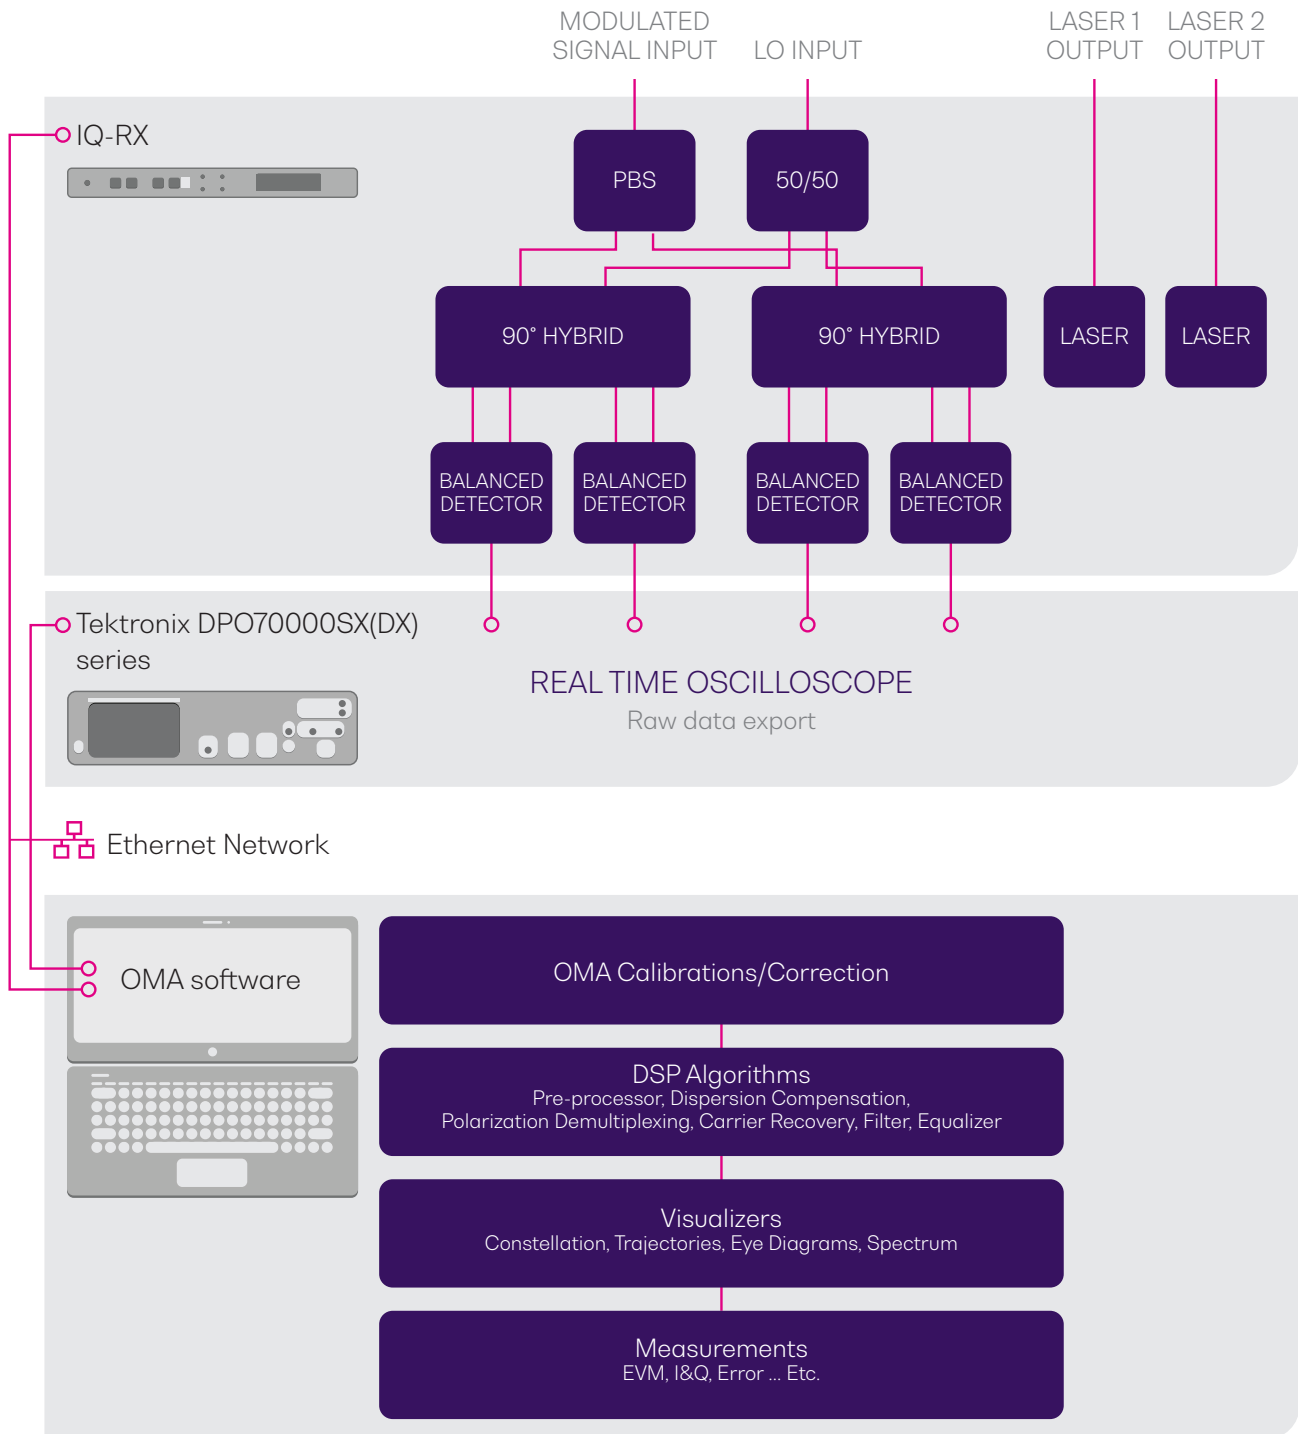 MODULATED
SIGNAL INPUT
LO INPUT
LASER 1
OUTPUT
LASER 2
OUTPUT
IQ-RX
PBS
50/50
90° HYBRID
90° HYBRID
LASER
LASER
BALANCED
DETECTOR
BALANCED
DETECTOR
BALANCED
DETECTOR
BALANCED
DETECTOR
Tektronix DPO70000SX(DX)
series
REAL TIME OSCILLOSCOPE
Raw data export
Ethernet Network
OMA software
OMA Calibrations/Correction
DSP Algorithms
Pre-processor, Dispersion Compensation,
Polarization Demultiplexing, Carrier Recovery, Filter, Equalizer
Visualizers
Constellation, Trajectories, Eye Diagrams, Spectrum
Measurements
EVM, I&Q, Error ... Etc.